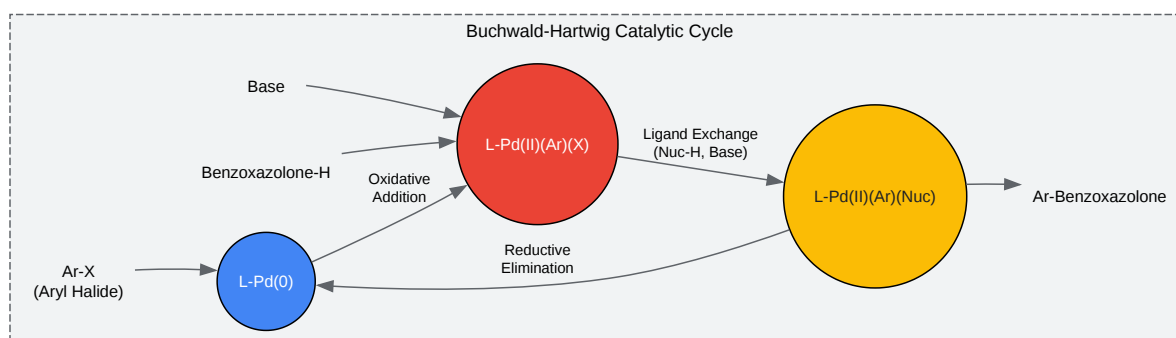 Buchwald-Hartwig Catalytic Cycle
Base
L-Pd(II)(Ar)(X)
Ligand Exchange
(Nuc-H, Base)
Benzoxazolone-H
Oxidative
Addition
L-Pd(II)(Ar)(Nuc)
Ar-Benzoxazolone
Reductive
Elimination
Ar-X
(Aryl Halide)
L-Pd(0)